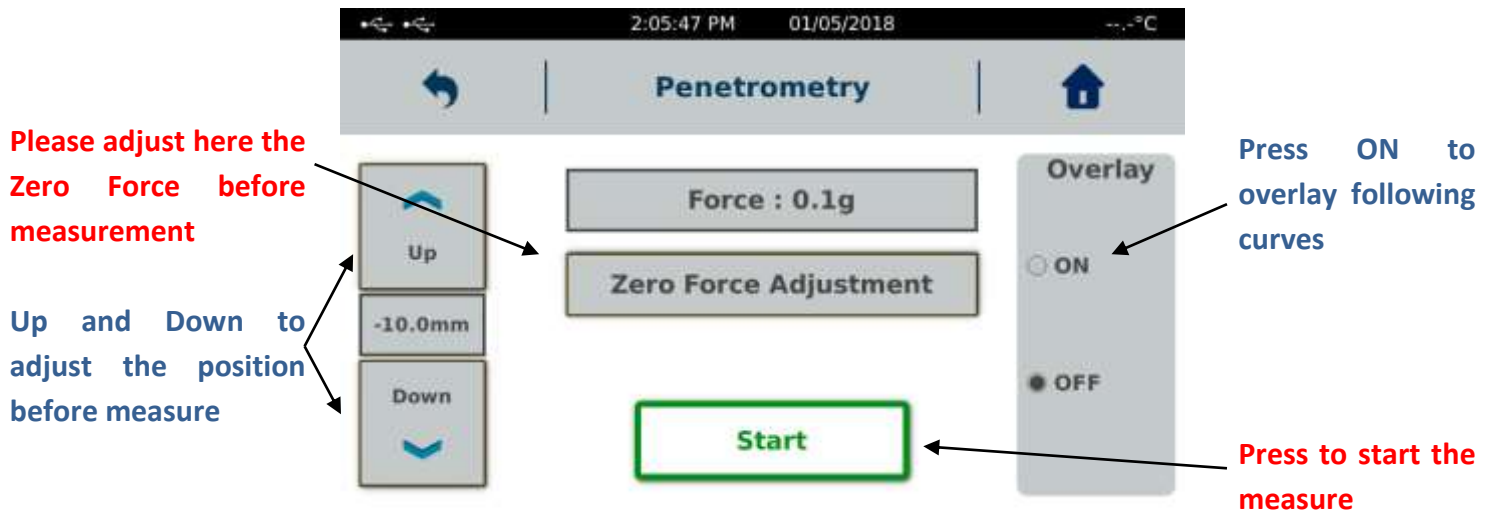 2:05:47 PM 01/05/2018 --.-°C
Penetrometry
Please adjust here the
Zero Force before
measurement
Up and Down to
adjust the position
before measure
Up
-10.0mm
Down
Force : 0.1g
Zero Force Adjustment
Start
Overlay
ON
OFF
Press ON to
overlay following
curves
Press to start the
measure